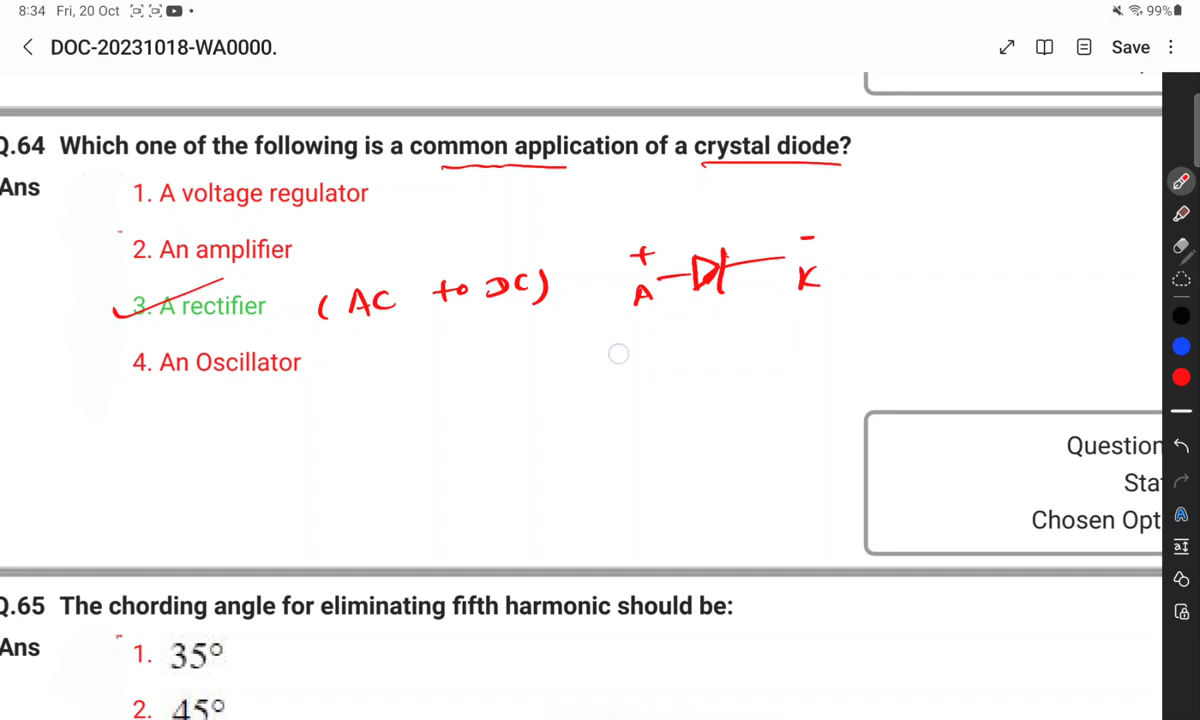 8:34 Fri, 20 Oct 99%
DOC-20231018-WA0000. Save
Q.64 Which one of the following is a common application of a crystal diode?
Ans
1. A voltage regulator
2. An amplifier
3. A rectifier (AC to DC) + A - K
4. An Oscillator
Question
Sta
Chosen Opt
Q.65 The chording angle for eliminating fifth harmonic should be:
Ans
1. 35°
2. 45°